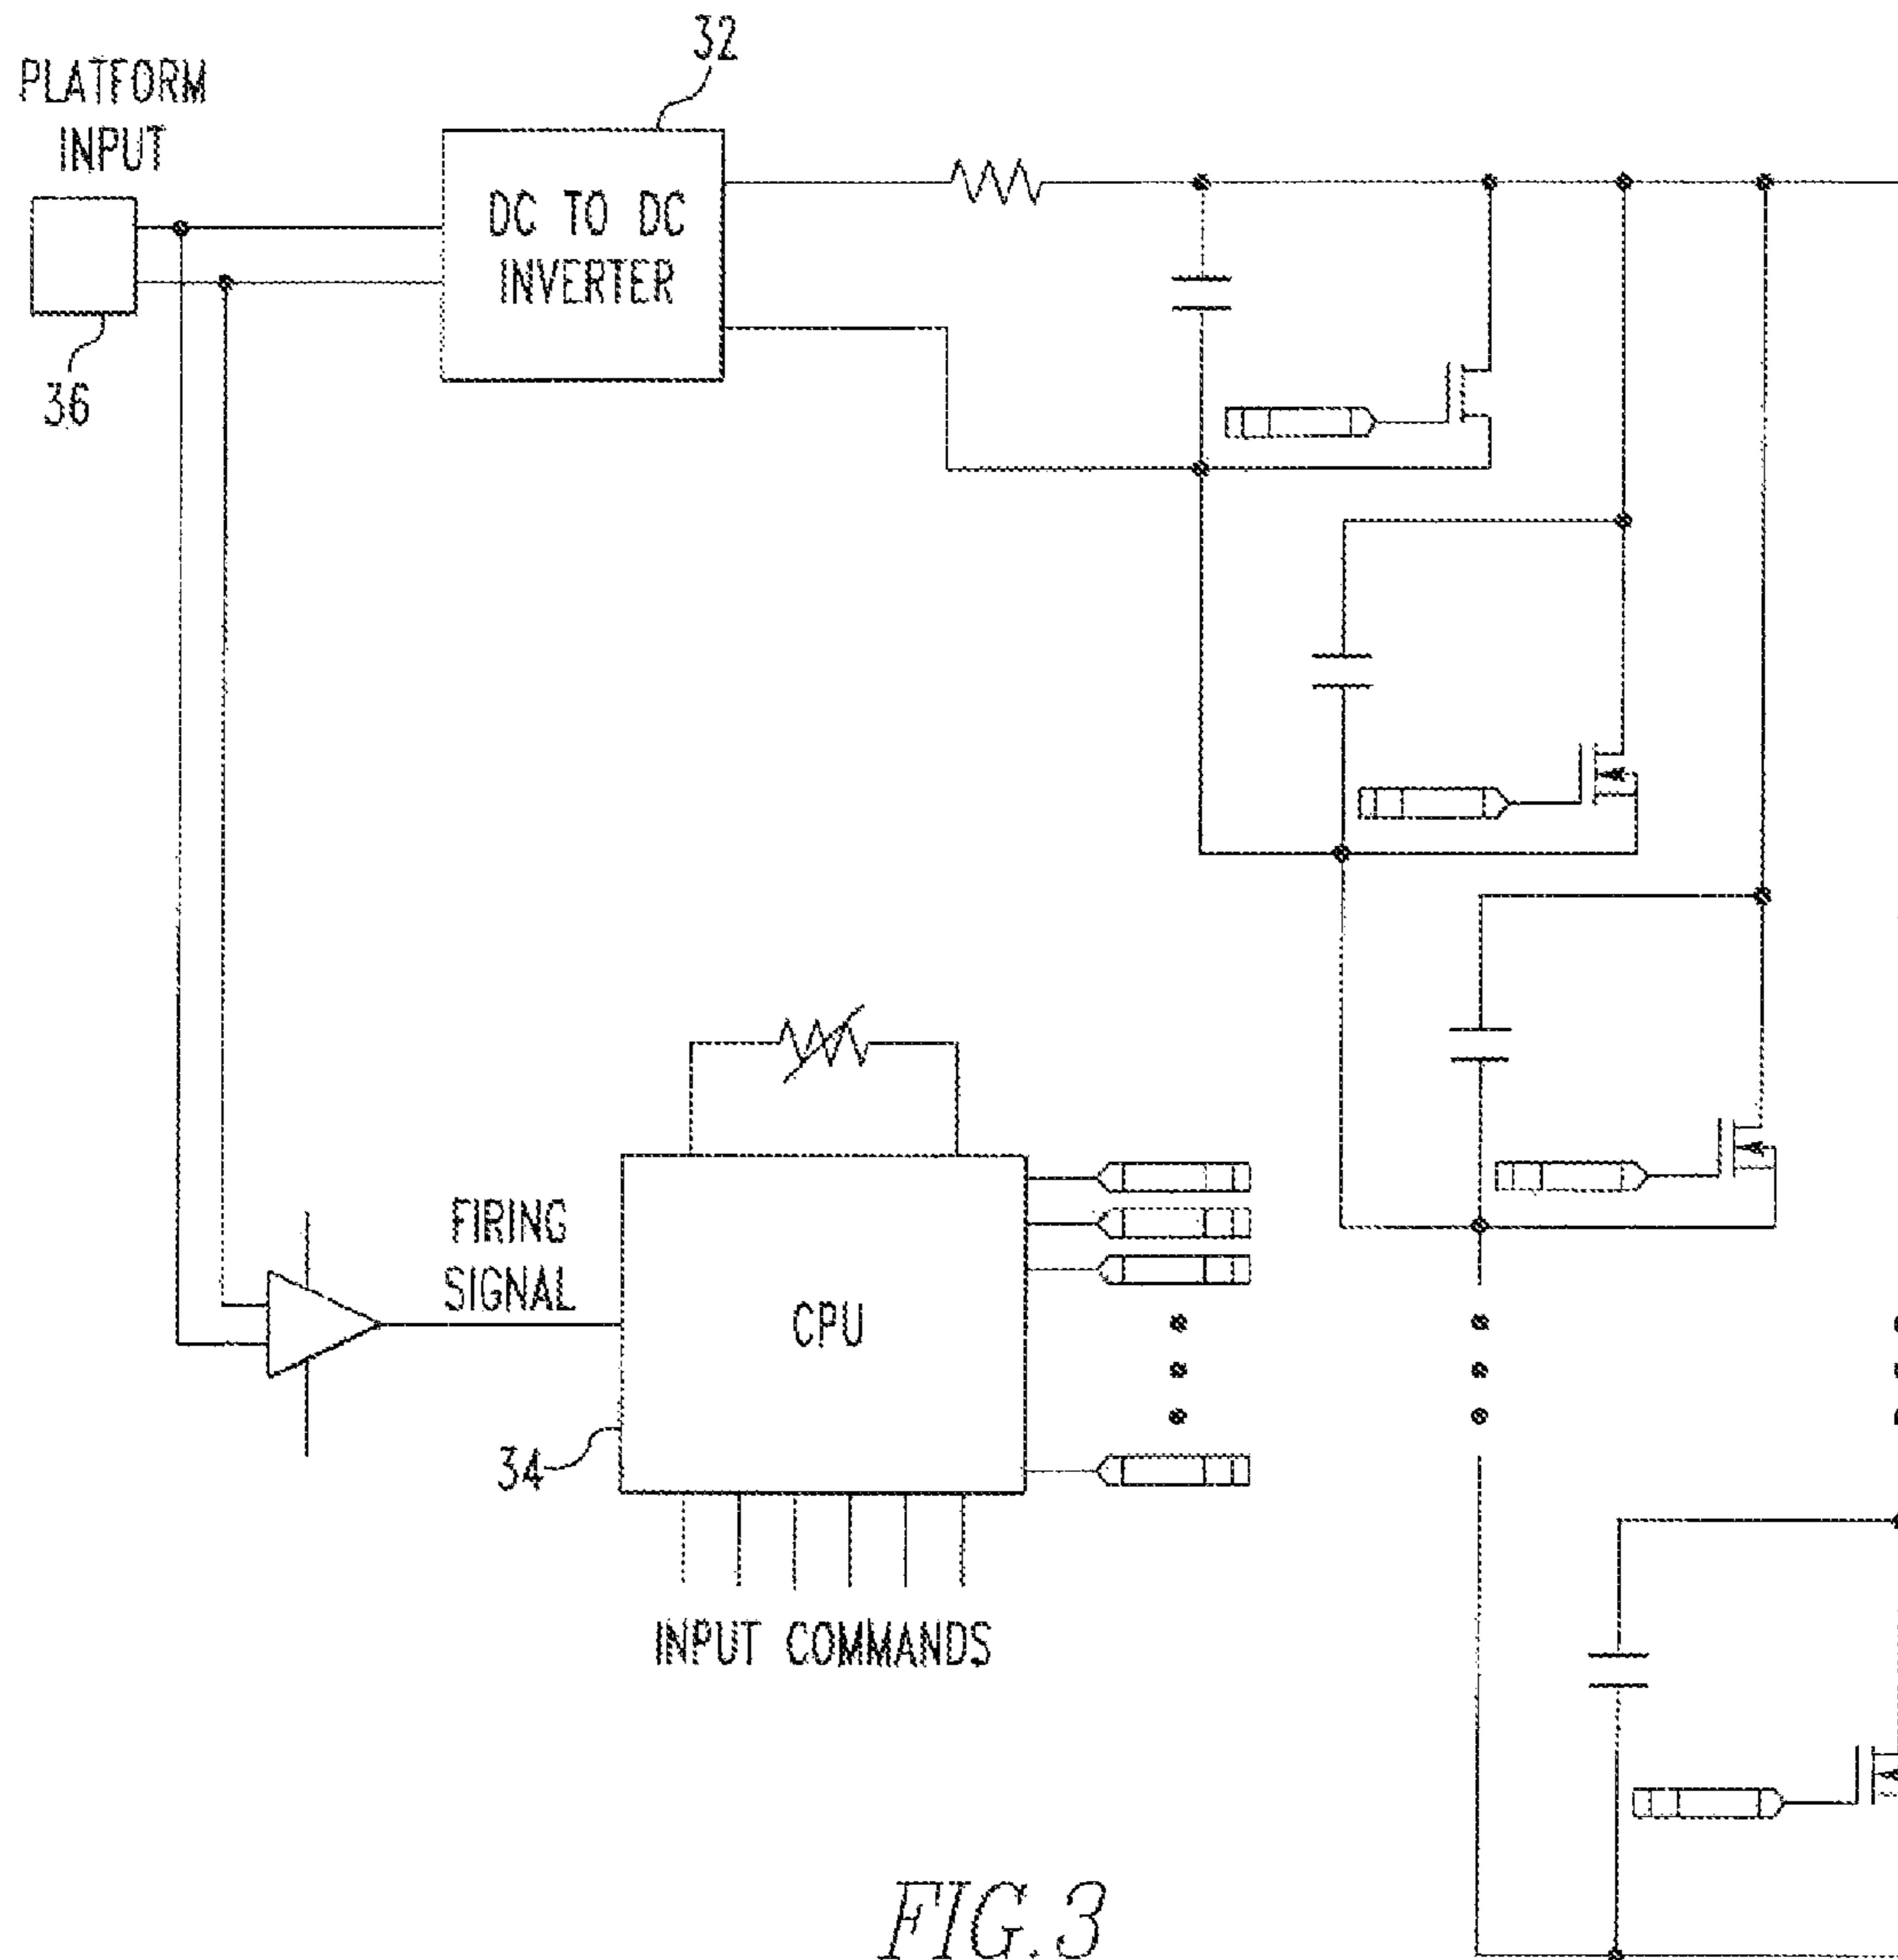 32
PLATFORM
INPUT
DC TO DC
INVERTER
36
FIRING
SIGNAL
CPU
34
INPUT COMMANDS
FIG. 3